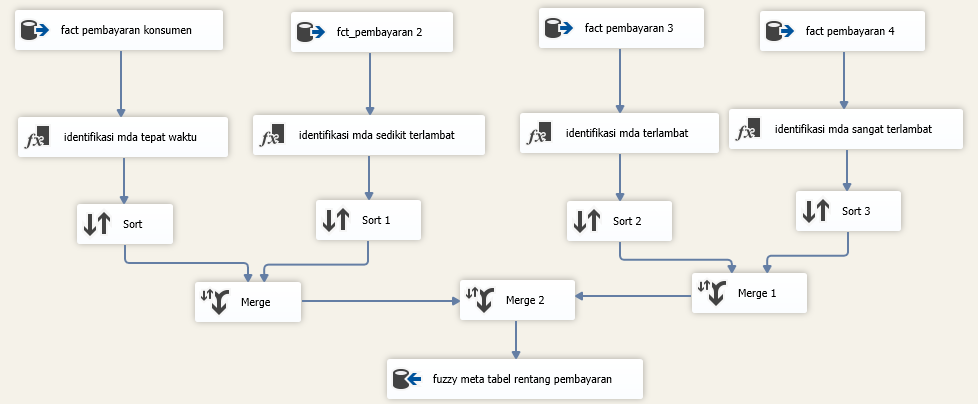 fact pembayaran konsumen
fct_pembayaran 2
fact pembayaran 3
fact pembayaran 4
identifikasi mda tepat waktu
identifikasi mda sedikit terlambat
identifikasi mda terlambat
identifikasi mda sangat terlambat
Sort
Sort 1
Sort 2
Sort 3
Merge
Merge 2
Merge 1
fuzzy meta tabel rentang pembayaran